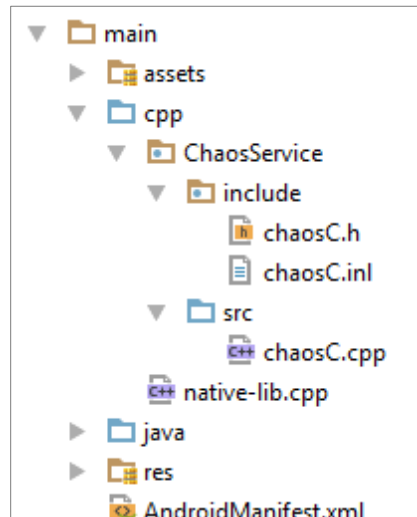 main
assets
cpp
ChaosService
include
chaosC.h
chaosC.inl
src
chaosC.cpp
native-lib.cpp
java
res
AndroidManifest.xml